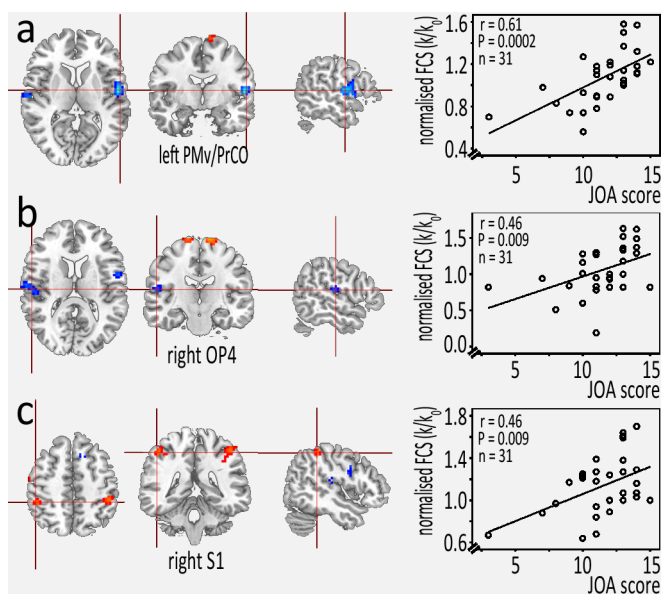 a
left PMv/PrCO
normalised FCS (k/k0)
1.6
1.2
0.8
0.4
r = 0.61
P = 0.0002
n = 31
5
10
15
JOA score
b
right OP4
normalised FCS (k/k0)
1.5
1.0
0.5
0.0
r = 0.46
P = 0.009
n = 31
5
10
15
JOA score
c
right S1
normalised FCS (k/k0)
1.8
1.4
1.0
0.6
r = 0.46
P = 0.009
n = 31
5
10
15
JOA score